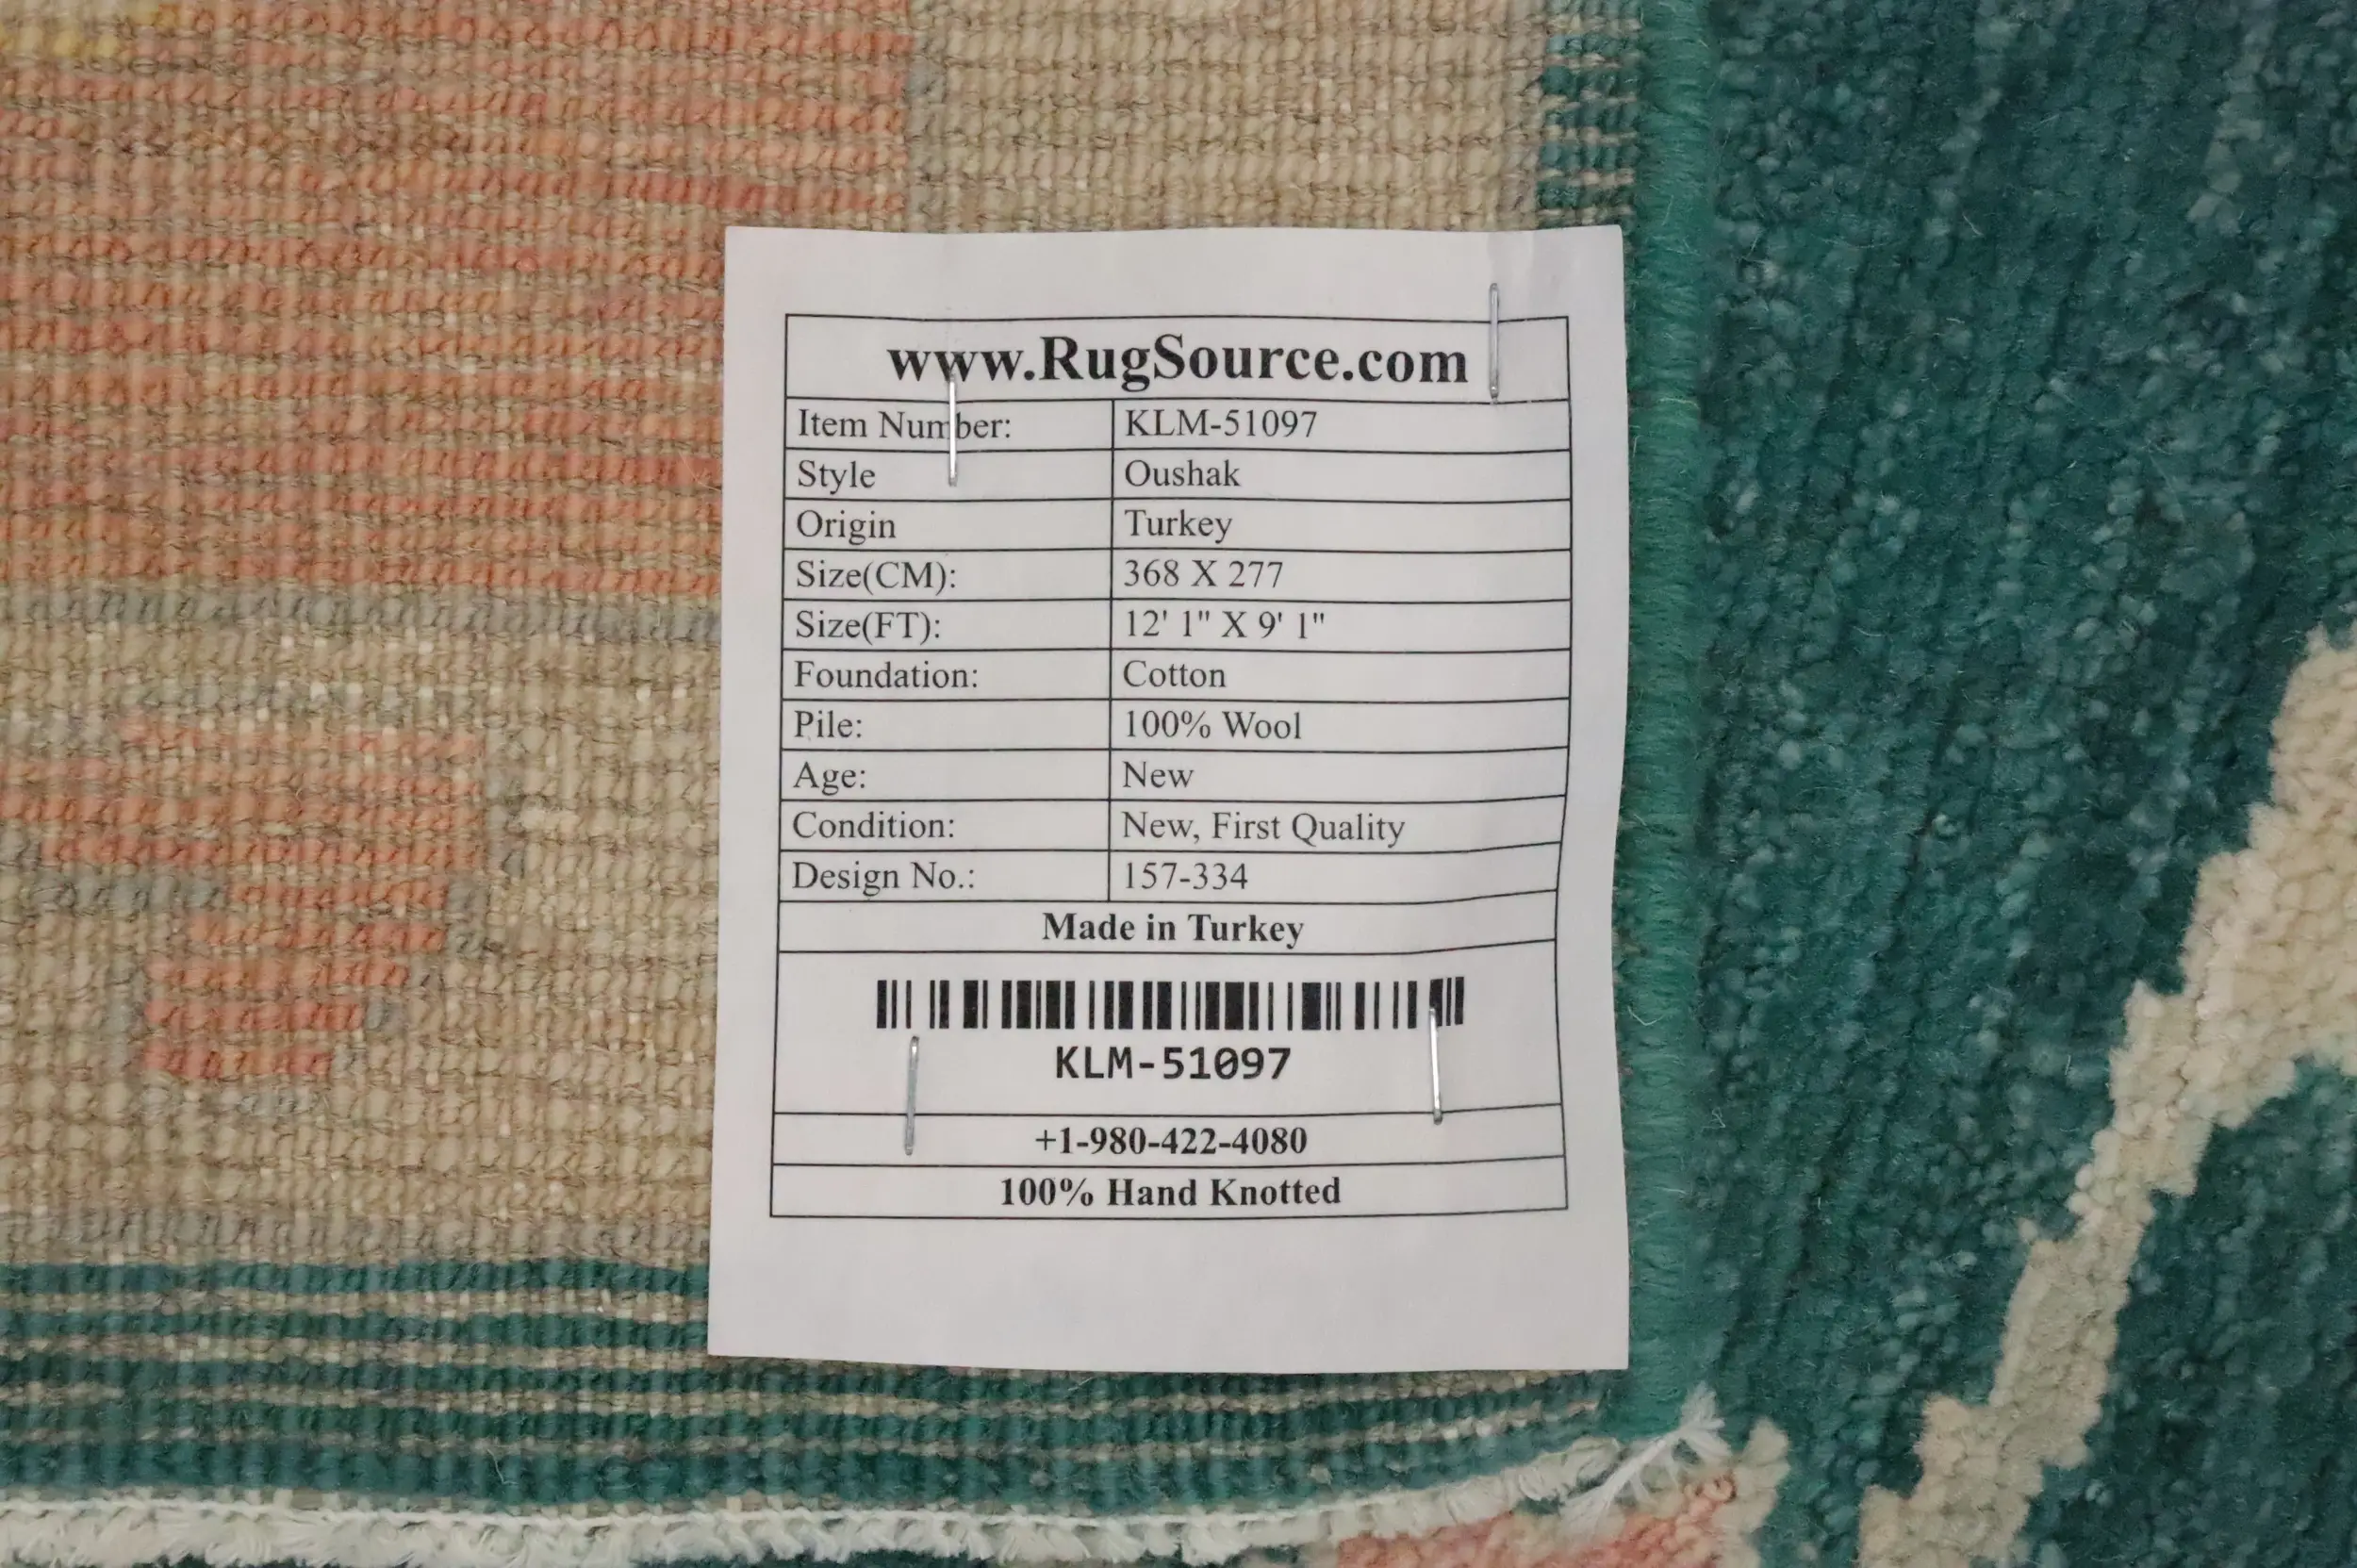 www.RugSource.com
Item Number: KLM-51097
Style Oushak
Origin Turkey
Size(CM): 368 X 277
Size(FT): 12' 1" X 9' 1"
Foundation: Cotton
Pile: 100% Wool
Age: New
Condition: New, First Quality
Design No.: 157-334
Made in Turkey
KLM-51097
+1-980-422-4080
100% Hand Knotted